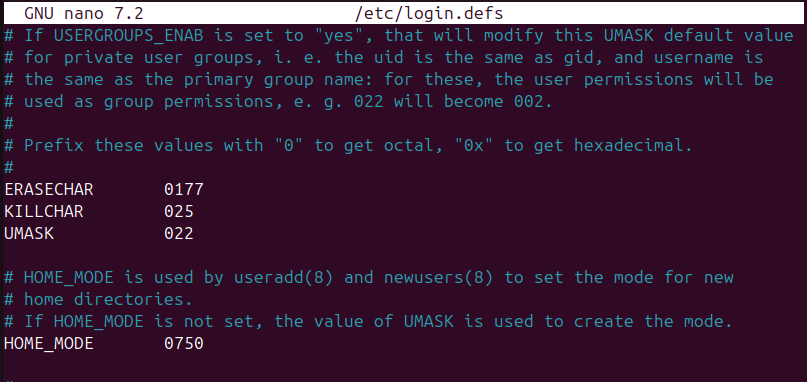 GNU nano 7.2 /etc/login.defs
# If USERGROUPS_ENAB is set to "yes", that will modify this UMASK default value
# for private user groups, i. e. the uid is the same as gid, and username is
# the same as the primary group name: for these, the user permissions will be
# used as group permissions, e. g. 022 will become 002.
#
# Prefix these values with "0" to get octal, "0x" to get hexadecimal.
#
ERASECHAR 0177
KILLCHAR 025
UMASK 022
# HOME_MODE is used by useradd(8) and newusers(8) to set the mode for new
# home directories.
# If HOME_MODE is not set, the value of UMASK is used to create the mode.
HOME_MODE 0750